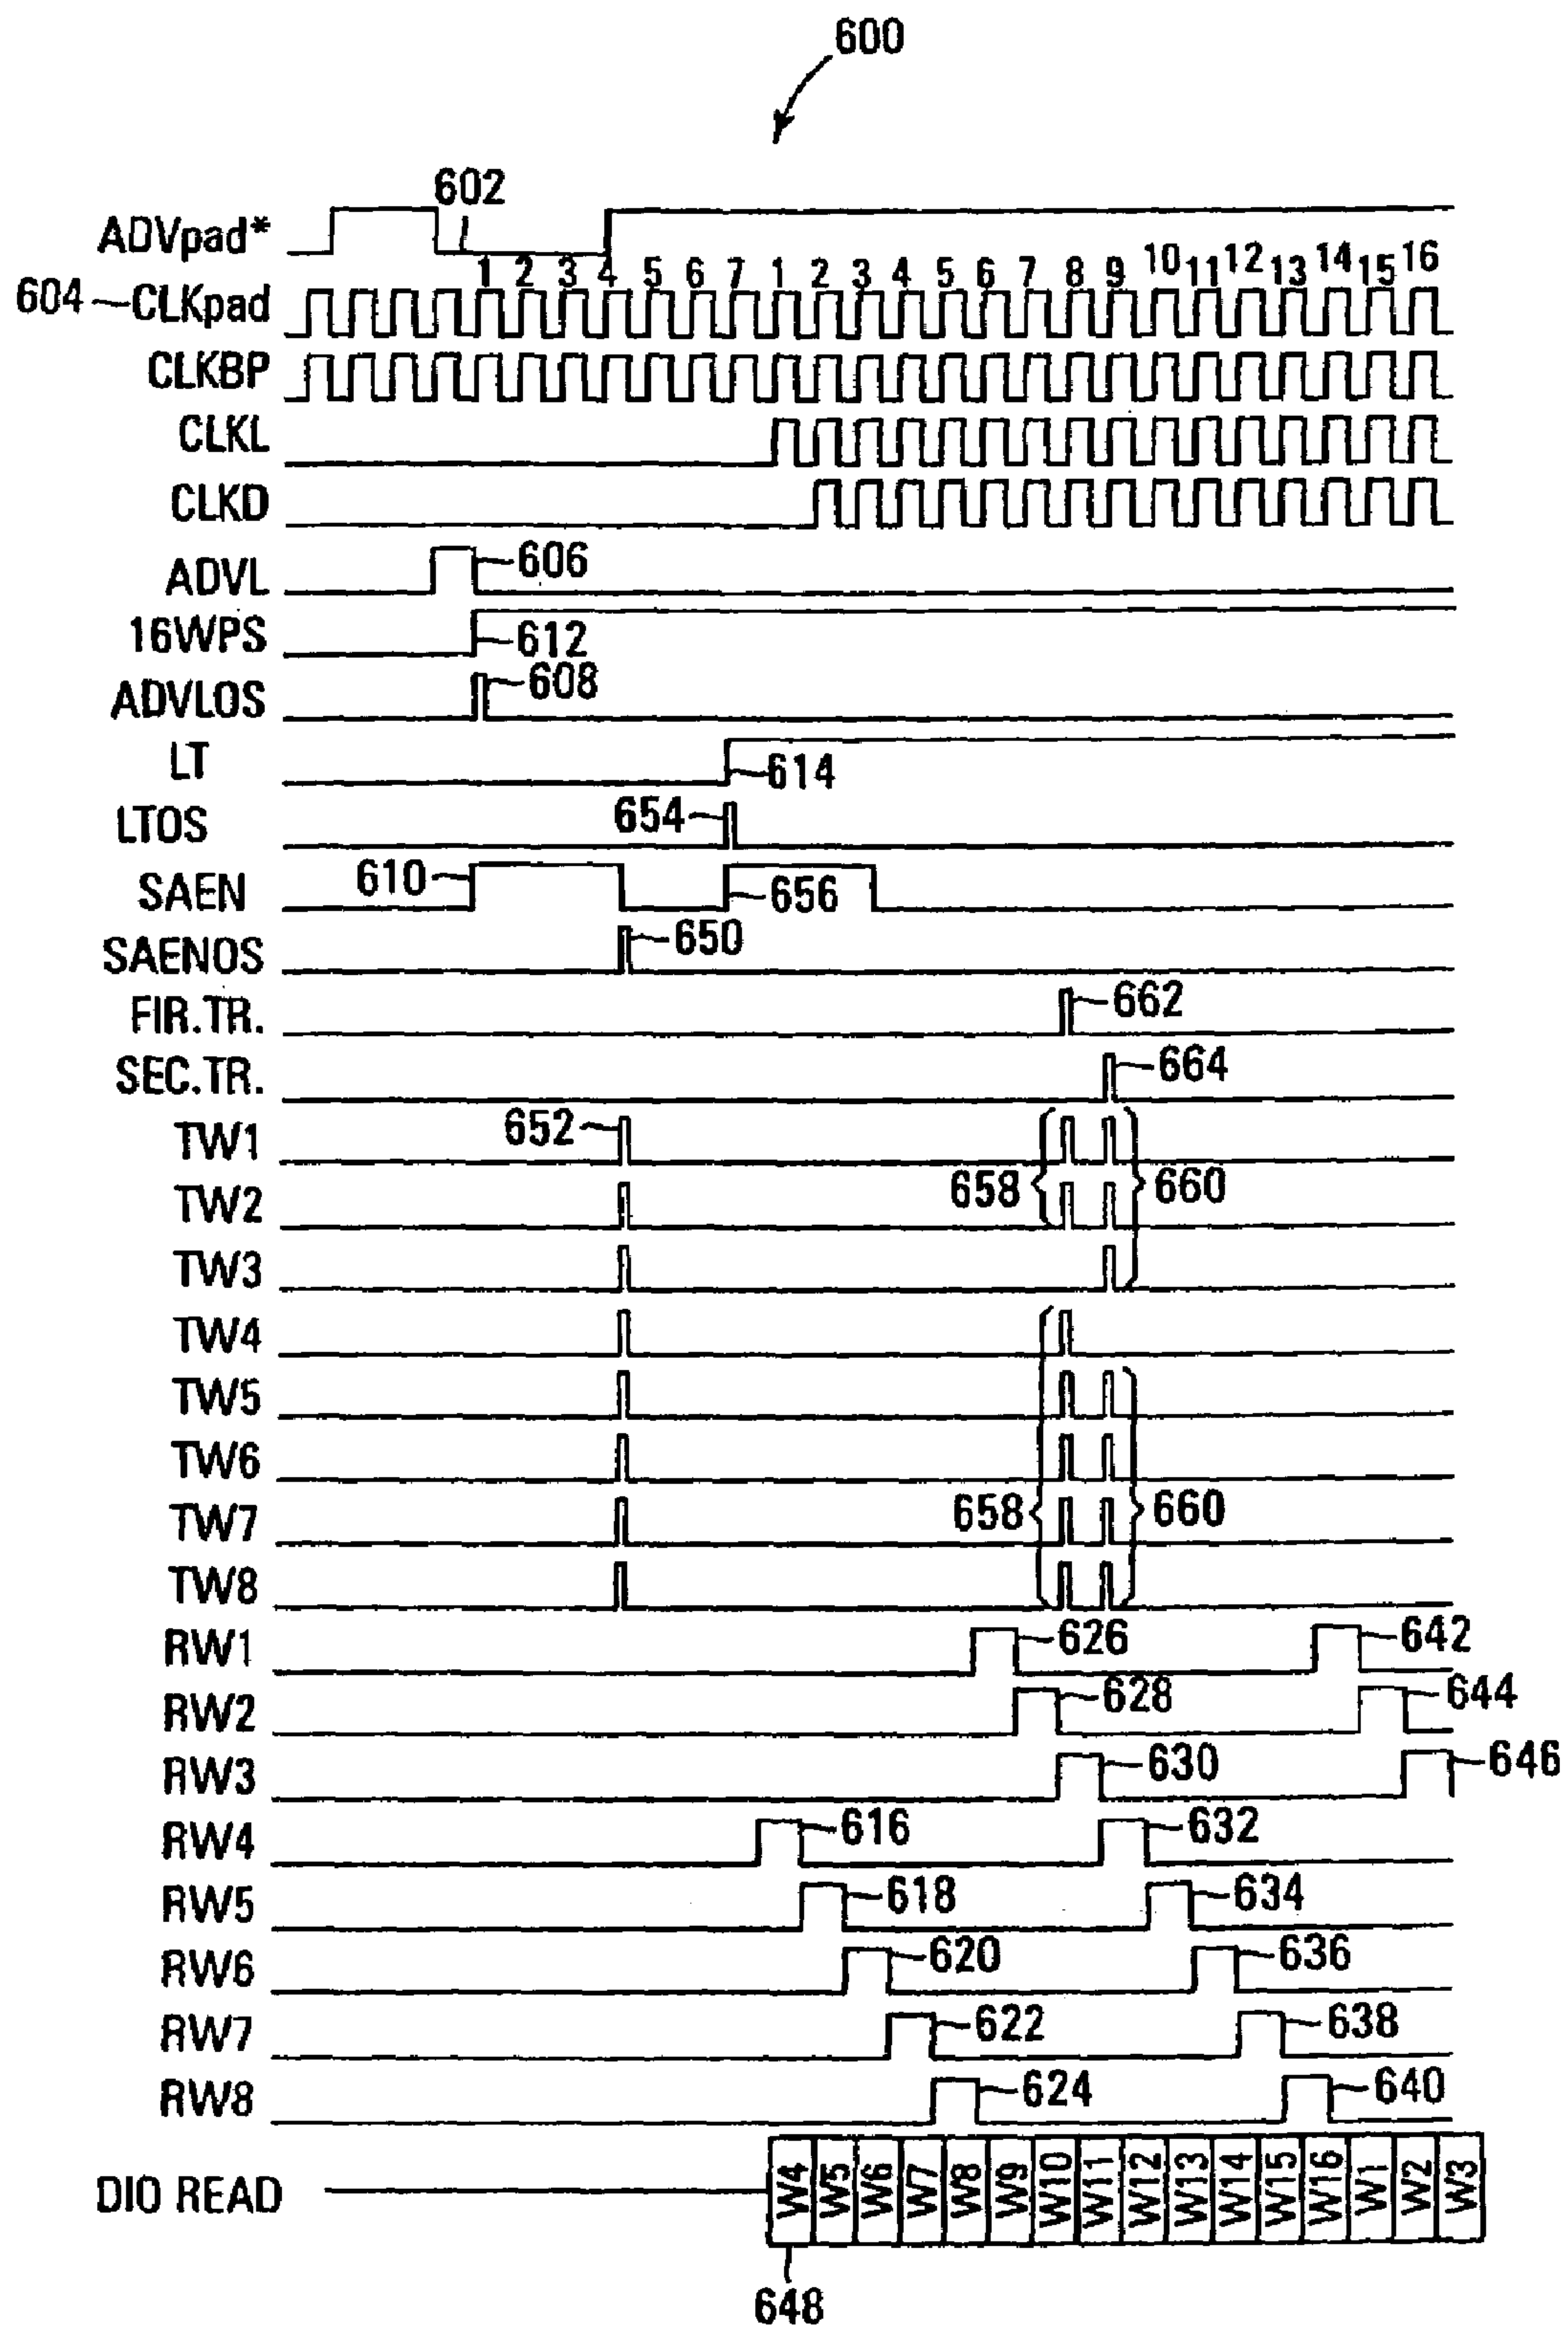 600
602
ADVpad*
1 2 3 4 5 6 7 1 2 3 4 5 6 7 8 9 10 11 12 13 14 15 16
604 CLKpad
CLKBP
CLKL
CLKD
ADVL 606
16WPS 612
ADVLOS 608
LT 614
LTOS 654
SAEN 610 656
SAENOS 650
FIR.TR. 662
SEC.TR. 664
TW1 652
658 660
TW2
TW3
TW4
TW5
TW6
658 660
TW7
TW8
RW1 626 642
RW2 628 644
RW3 630 646
RW4 616 632
RW5 618 634
RW6 620 636
RW7 622 638
RW8 624 640
DIO READ W4 W5 W6 W7 W8 W9 W10 W11 W12 W13 W14 W15 W16 W1 W2 W3
648